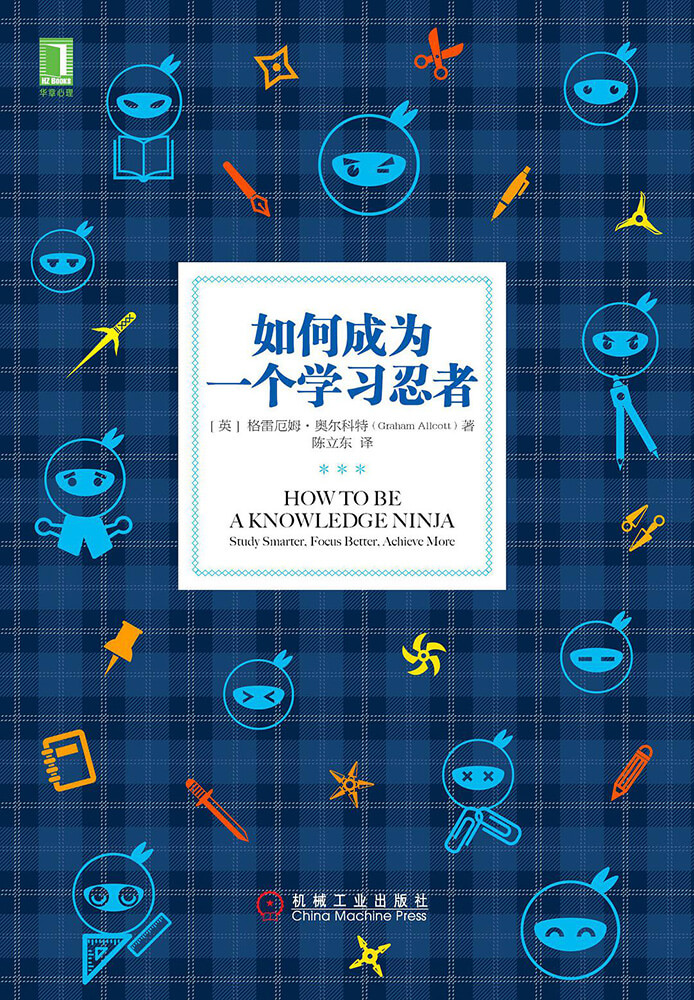 HZ BOOKS
华章心理
如何成为
一个学习忍者
[英] 格雷厄姆·奥尔科特(Graham Allcott)著
陈立东 译
***
HOW TO BE
A KNOWLEDGE NINJA
Study Smarter. Focus Better. Achieve More
机械工业出版社
China Machine Press